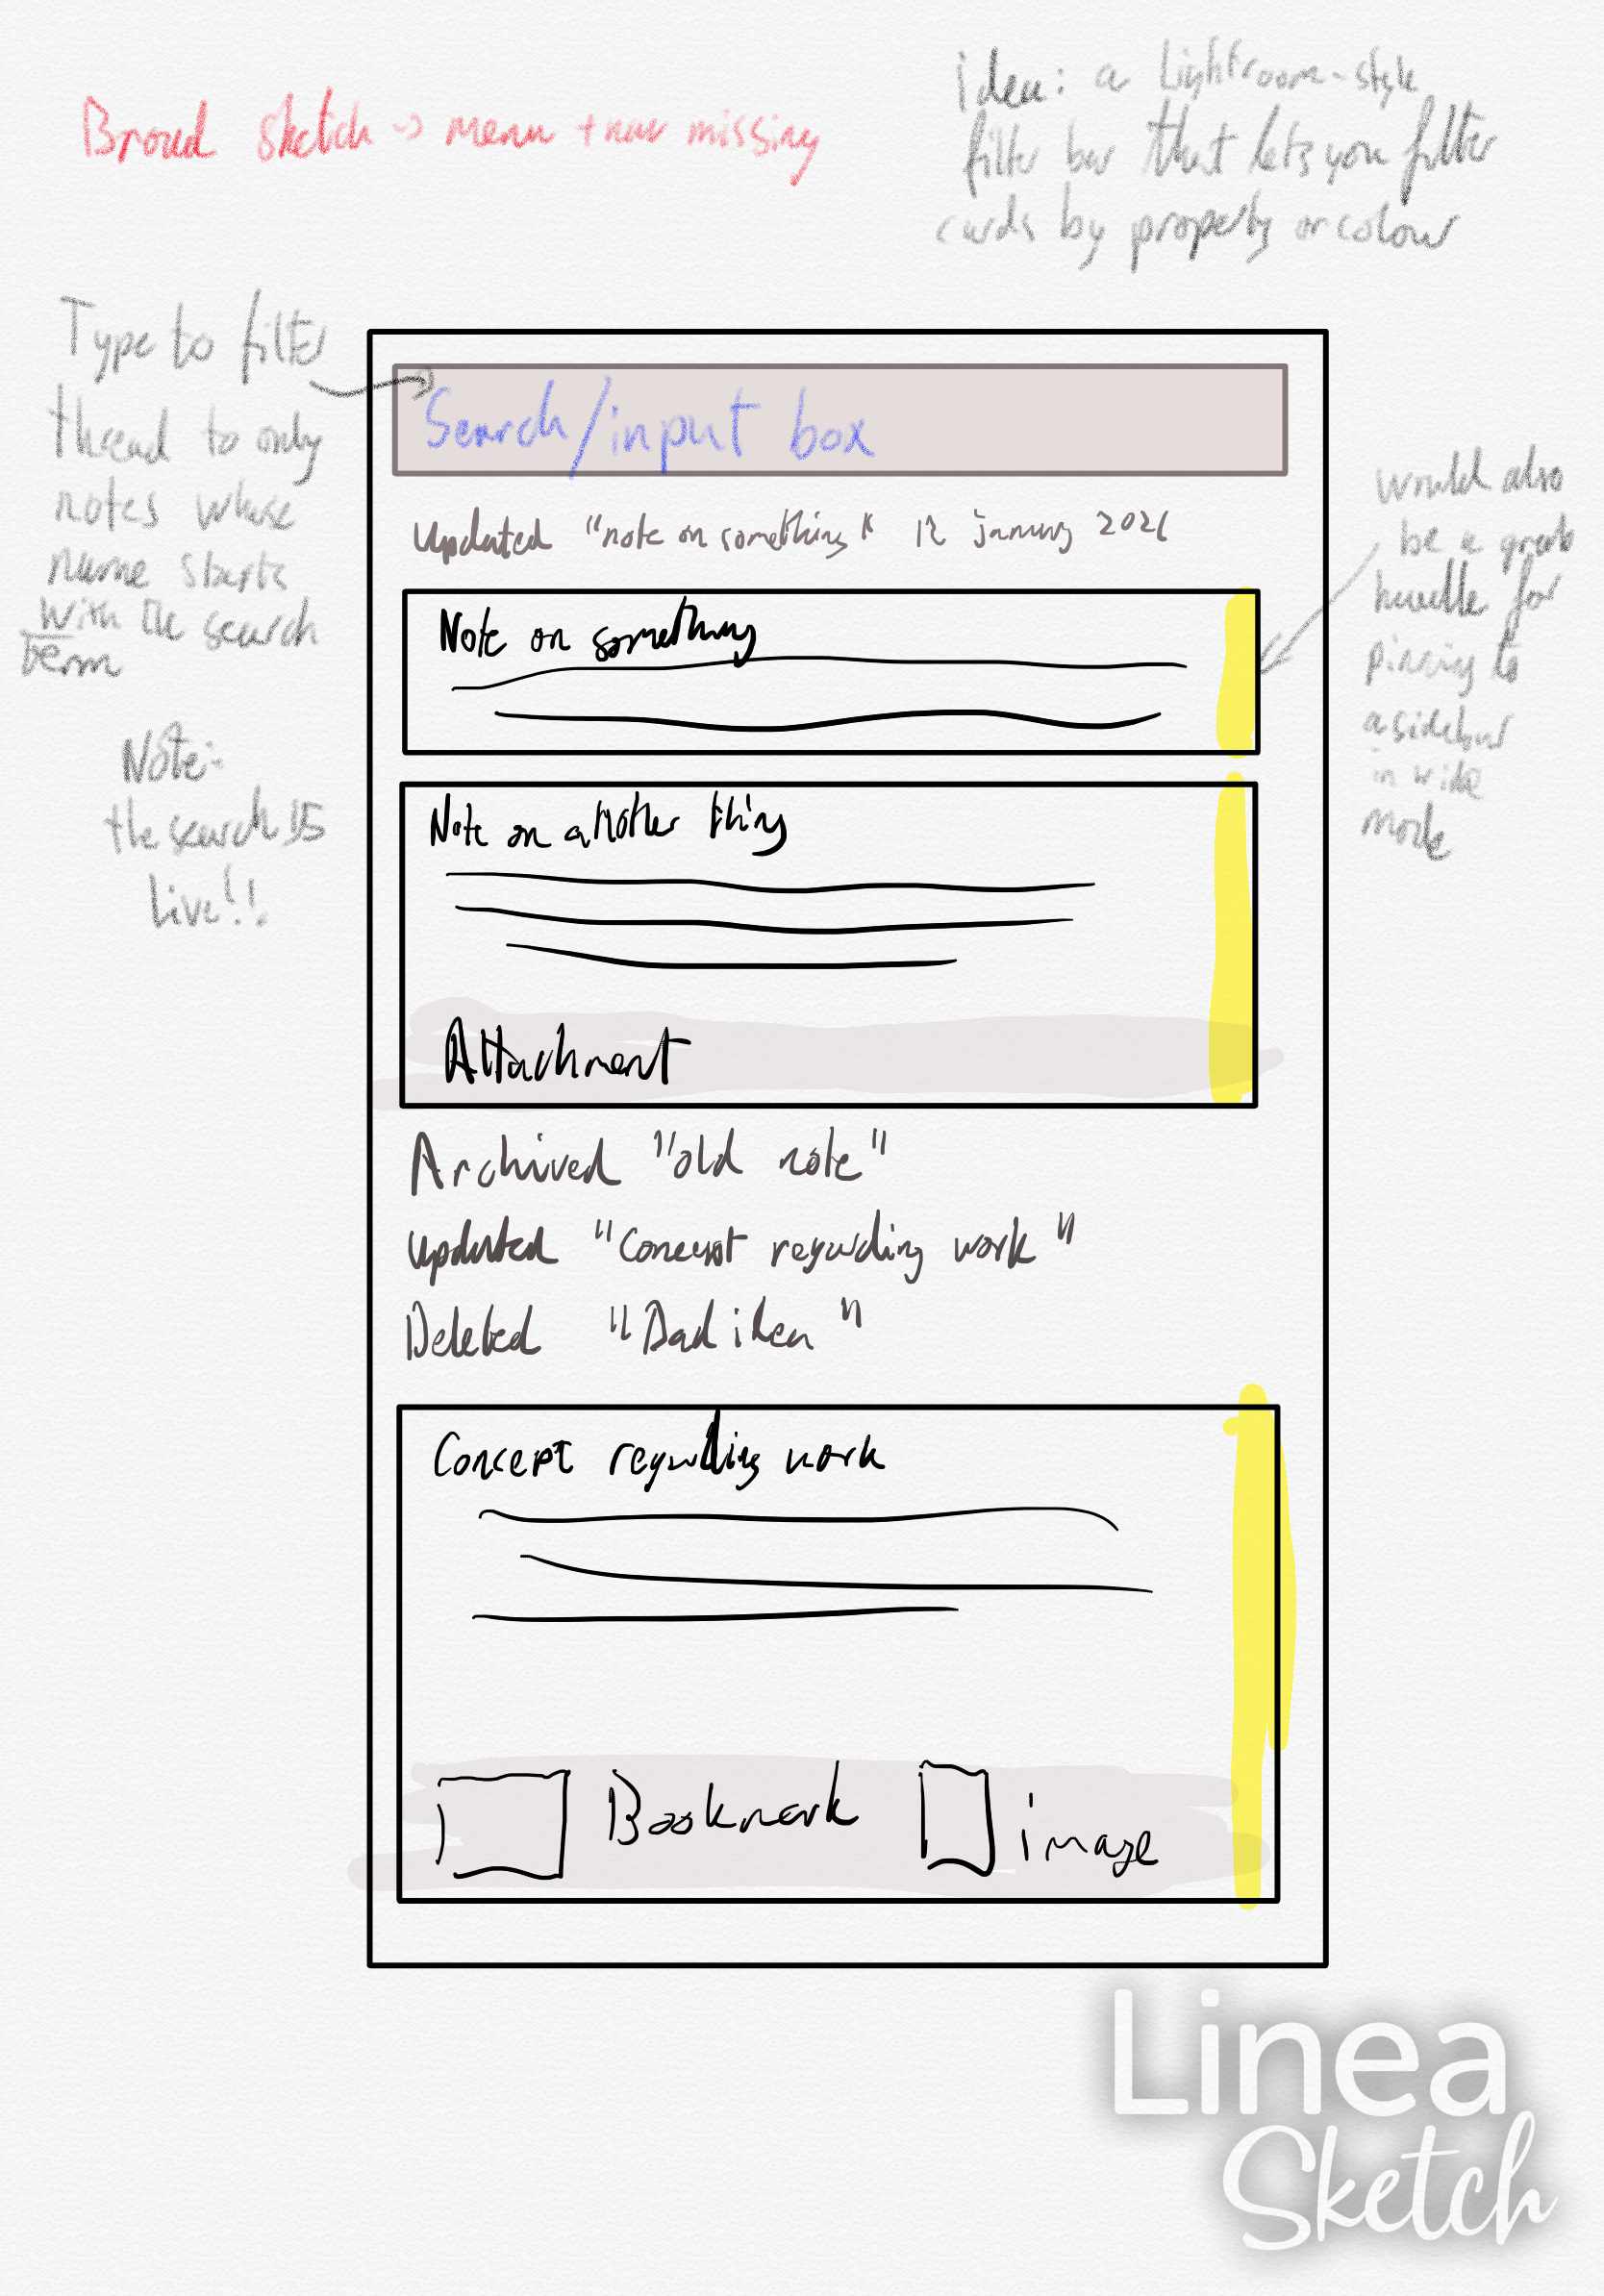 Broad sketch -> menu + nav missing
idea: a Lightroom-style
filter bar that lets you filter
cards by property or colour
Type to filter
thread to only
notes whose
name starts
with the search
term
Note:
the search is
Live!!
Search/input box
Updated "note on something" 12 January 2021
Note on something
would also
be a great
handle for
pinning to
a sidebar
in wide
mode
Note on another thing
Attachment
Archived "old note"
updated "Concept regarding work"
Deleted "Dad idea"
Concept regarding work
Bookmark
image
Linea
Sketch